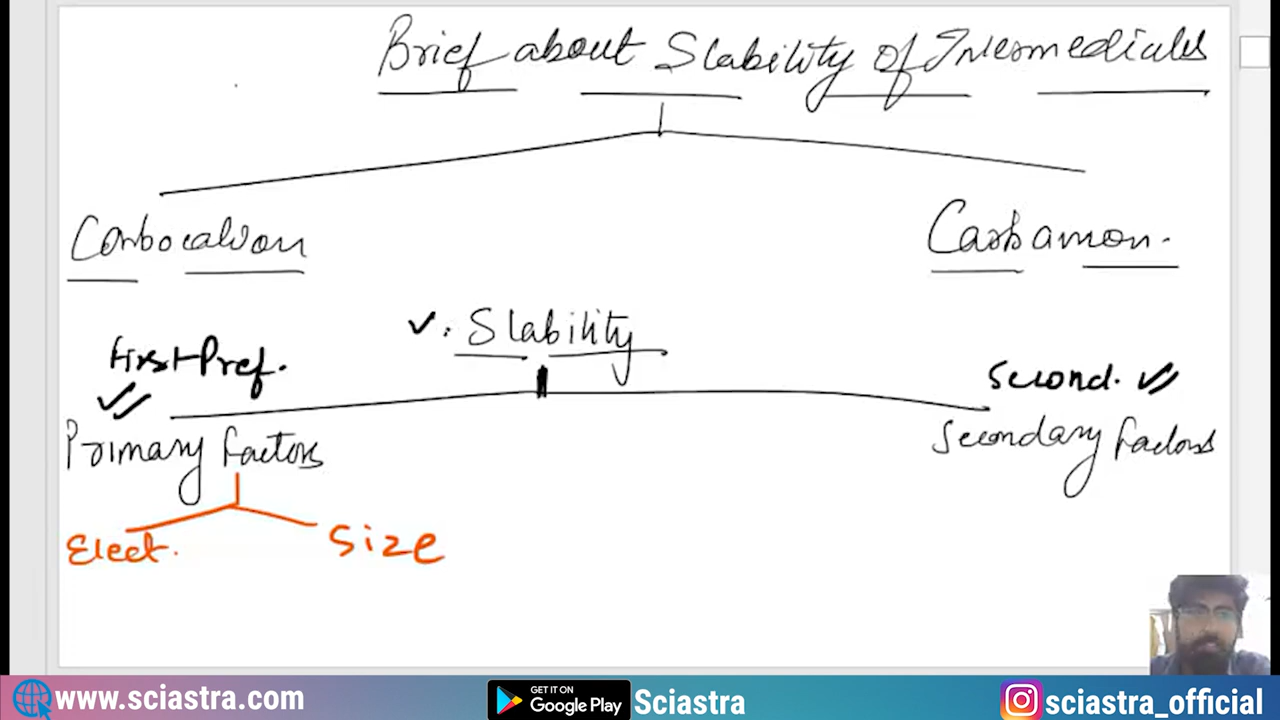 Brief about Stability of Intermediates
Carbocation
Carbanion.
Stability
First Pref.
Second.
Primary factors
Secondary factors
Elect.
Size
www.sciastra.com
GET IT ON
Google Play
Sciastra
sciastra_official